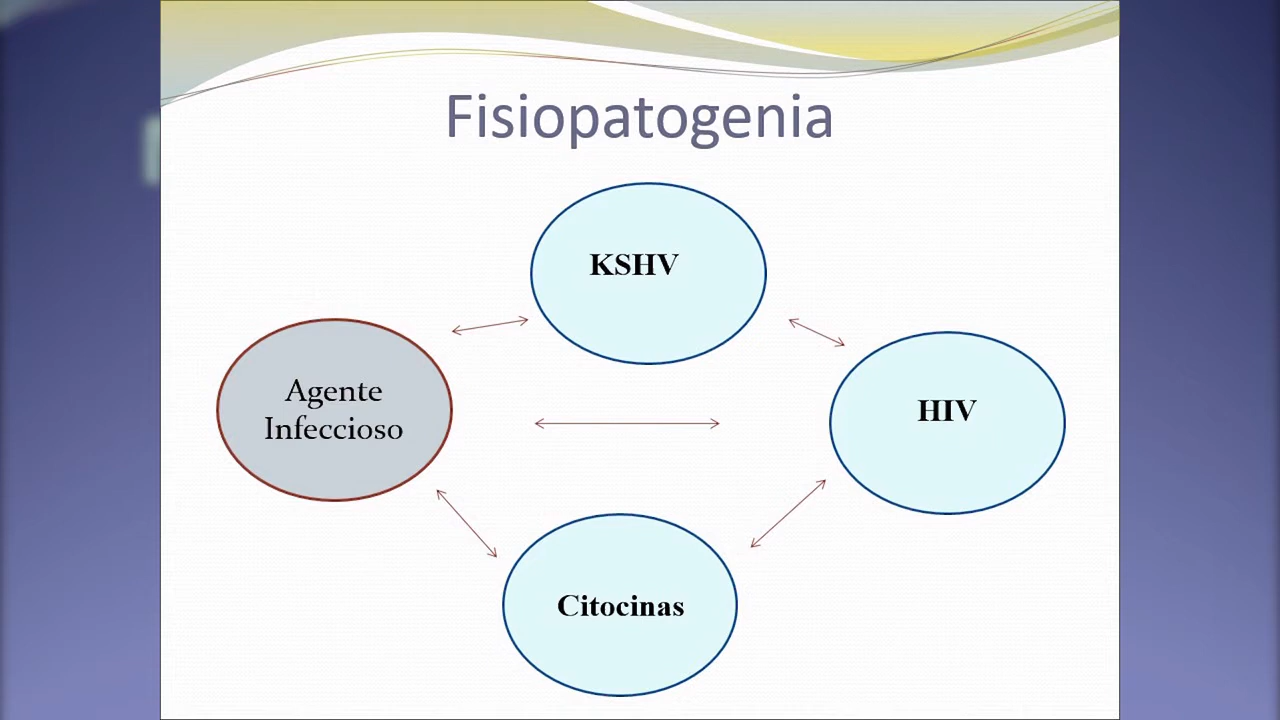 Fisiopatogenia
KSHV
Agente
Infeccioso
HIV
Citocinas